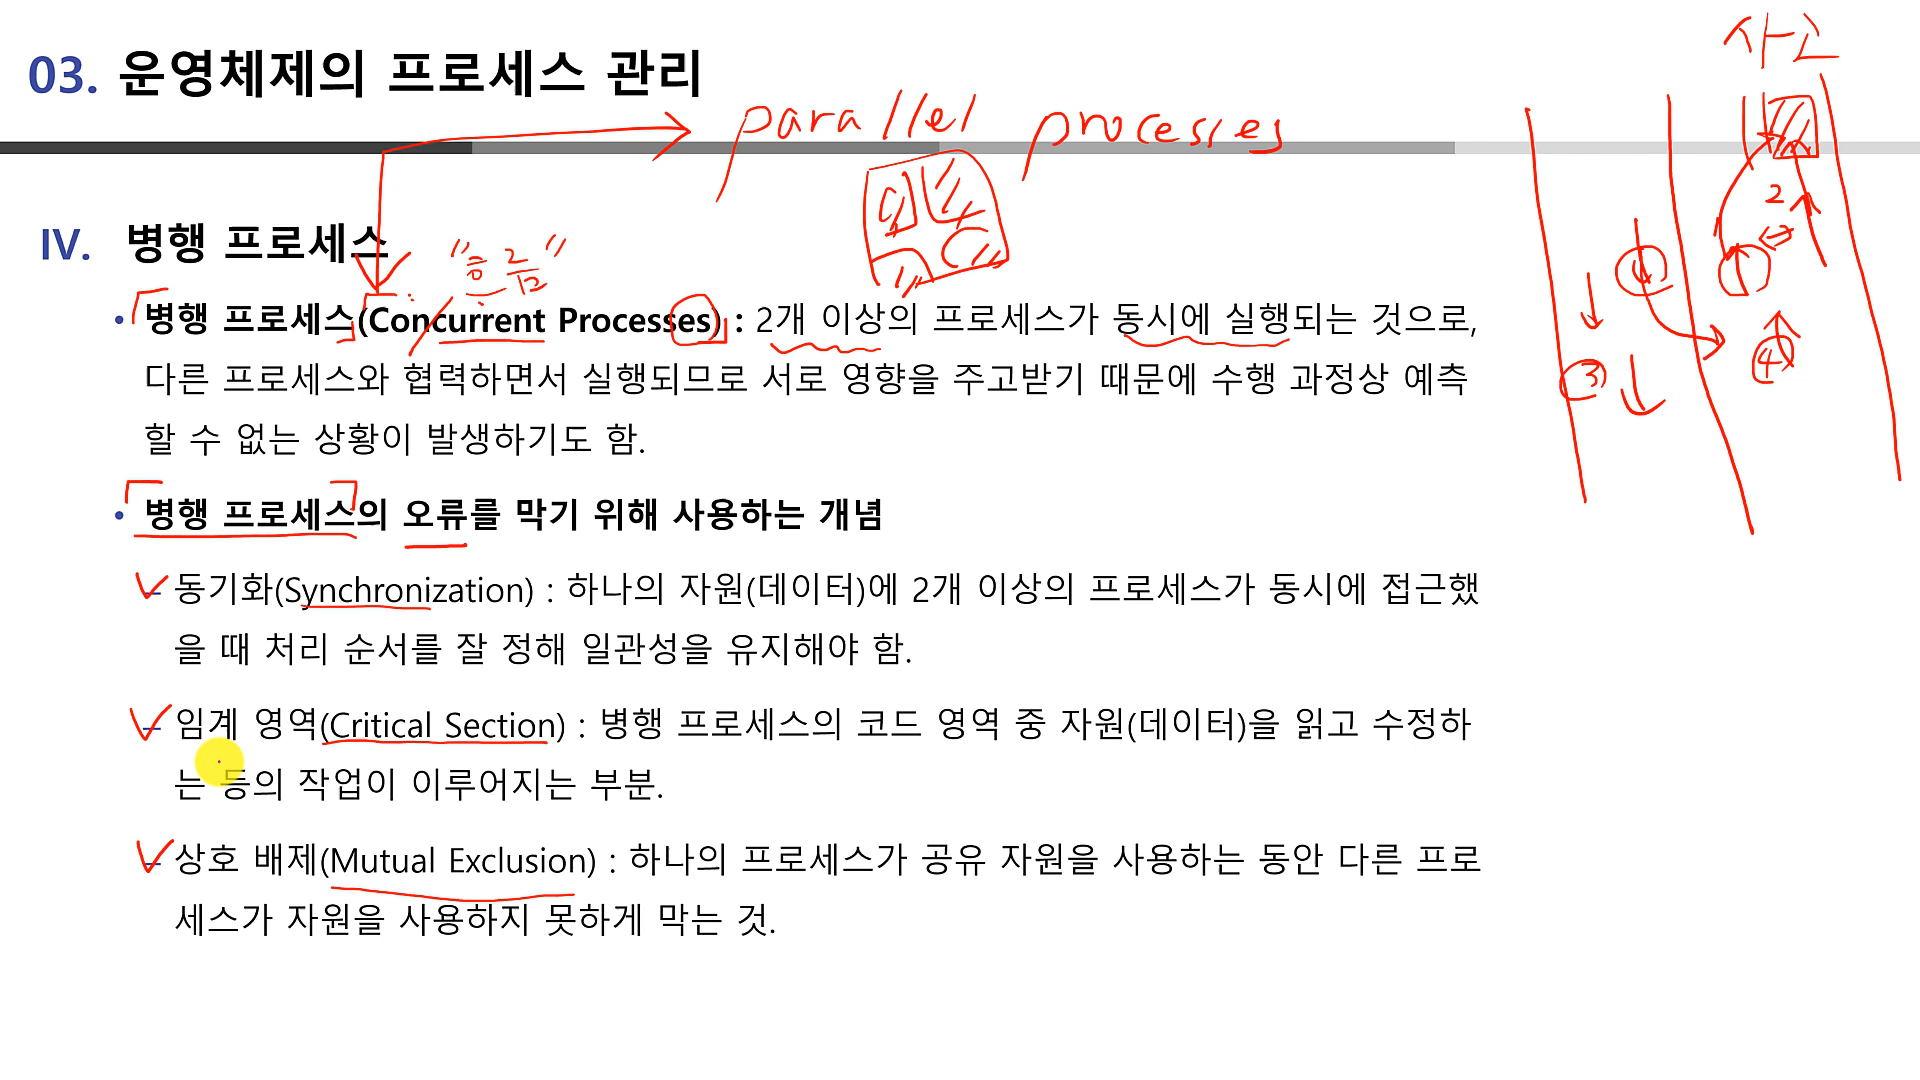 03. 운영체제의 프로세스 관리
사고
parallel processes
IV. 병행 프로세스
"흐름"
• 병행 프로세스(Concurrent Processes) : 2개 이상의 프로세스가 동시에 실행되는 것으로,
다른 프로세스와 협력하면서 실행되므로 서로 영향을 주고받기 때문에 수행 과정상 예측
할 수 없는 상황이 발생하기도 함.
2
3
4
• 병행 프로세스의 오류를 막기 위해 사용하는 개념
– 동기화(Synchronization) : 하나의 자원(데이터)에 2개 이상의 프로세스가 동시에 접근했
을 때 처리 순서를 잘 정해 일관성을 유지해야 함.
– 임계 영역(Critical Section) : 병행 프로세스의 코드 영역 중 자원(데이터)을 읽고 수정하
는 등의 작업이 이루어지는 부분.
– 상호 배제(Mutual Exclusion) : 하나의 프로세스가 공유 자원을 사용하는 동안 다른 프로
세스가 자원을 사용하지 못하게 막는 것.